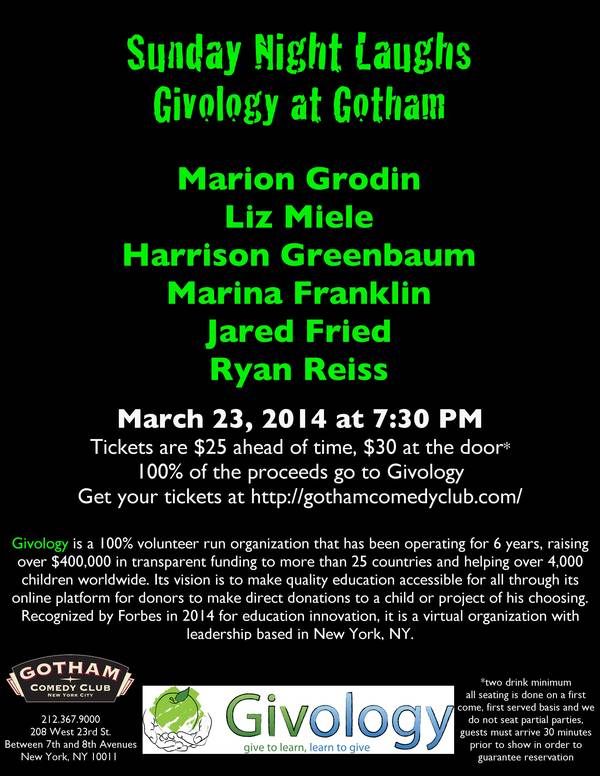 Sunday Night Laughs
Givology at Gotham
Marion Grodin
Liz Miele
Harrison Greenbaum
Marina Franklin
Jared Fried
Ryan Reiss
March 23, 2014 at 7:30 PM
Tickets are $25 ahead of time, $30 at the door*
100% of the proceeds go to Givology
Get your tickets at http://gothamcomedyclub.com/
Givology is a 100% volunteer run organization that has been operating for 6 years, raising
over $400,000 in transparent funding to more than 25 countries and helping over 4,000
children worldwide. Its vision is to make quality education accessible for all through its
online platform for donors to make direct donations to a child or project of his choosing.
Recognized by Forbes in 2014 for education innovation, it is a virtual organization with
leadership based in New York, NY.
GOTHAM
COMEDY CLUB
NEW YORK CITY
212.367.9000
208 West 23rd St.
Between 7th and 8th Avenues
New York, NY 10011
Givology
give to learn, learn to give
*two drink minimum
all seating is done on a first
come, first served basis and we
do not seat partial parties,
guests must arrive 30 minutes
prior to show in order to
guarantee reservation